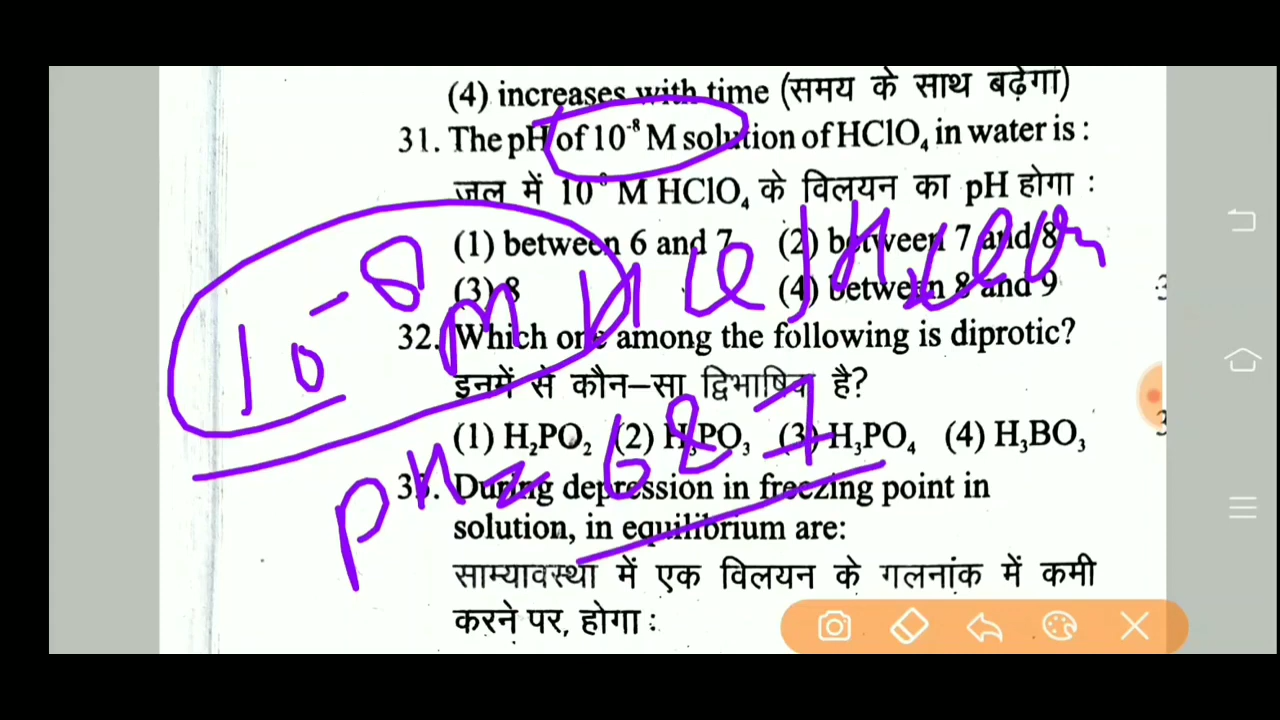 (4) increases with time (समय के साथ बढ़ेगा)
31. The pH of 10⁻⁸ M solution of HClO₄ in water is :
जल में 10⁻⁸ M HClO₄ के विलयन का pH होगा :
(1) between 6 and 7 (2) between 7 and 8
(3) 8 (4) between 8 and 9
10⁻⁸ M HCl
32. Which one among the following is diprotic?
इनमें से कौन–सा द्विभाषिक है?
(1) H₂PO₂ (2) H₃PO₃ (3) H₃PO₄ (4) H₃BO₃
pH = 6 & 7
33. During depression in freezing point in
solution, in equilibrium are:
साम्यावस्था में एक विलयन के गलनांक में कमी
करने पर, होगा :